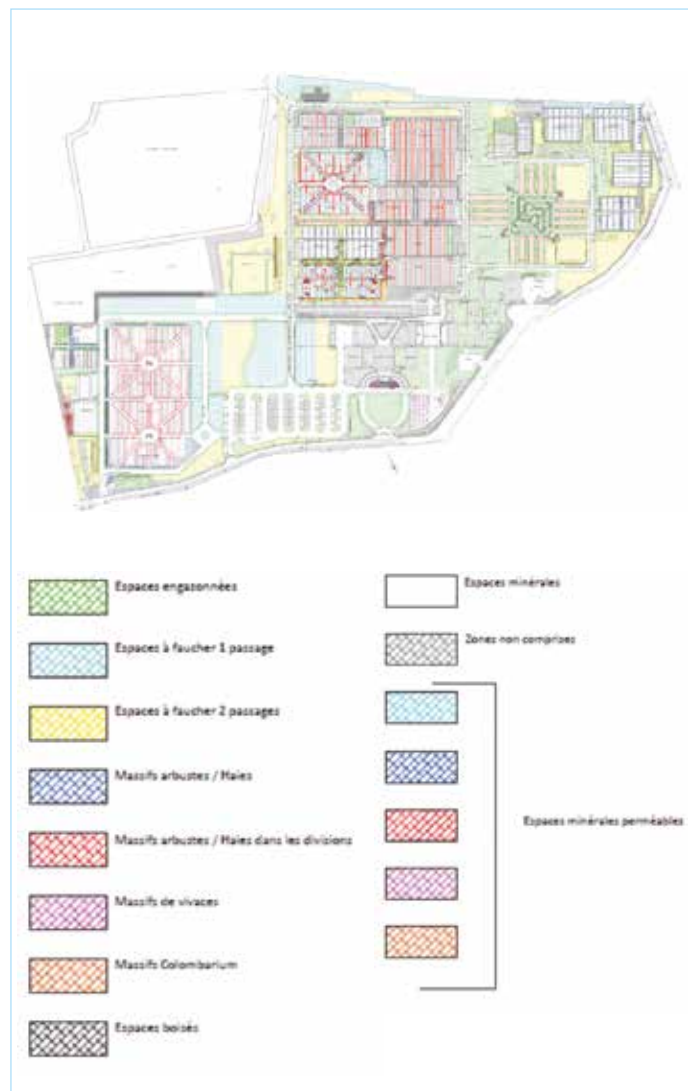 Espaces engazonnées
Espaces à faucher 1 passage
Espaces à faucher 2 passages
Massifs arbustes / Haies
Massifs arbustes / Haies dans les divisions
Massifs de vivaces
Massifs Colombarium
Espaces boisés
Espaces minérales
Zones non comprises
Espaces minérales perméables